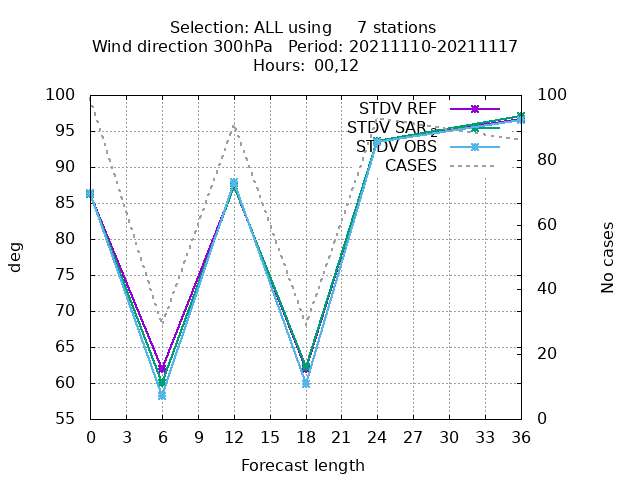 Selection: ALL using 7 stations
Wind direction 300hPa Period: 20211110-20211117
Hours: 00,12
100
95
90
85
80
75
70
65
60
55
100
80
60
40
20
0
STDV REF
STDV SAR_2
STDV OBS
CASES
deg
No cases
0 3 6 9 12 15 18 21 24 27 30 33 36
Forecast length